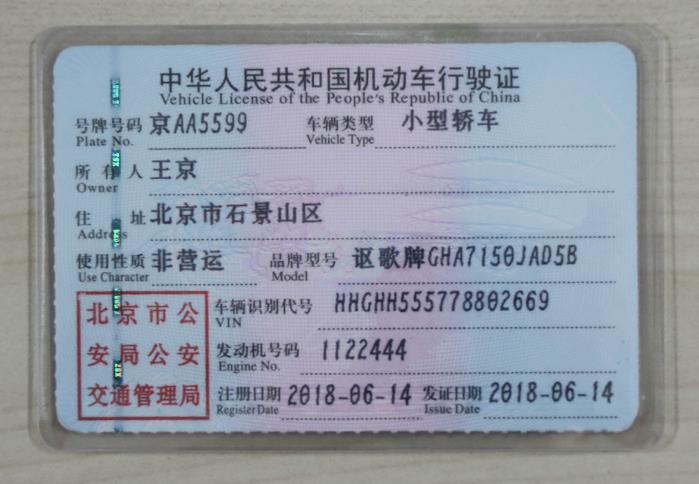 中华人民共和国机动车行驶证
Vehicle License of the People's Republic of China
号牌号码 京AA5599 车辆类型 小型轿车
Plate No. Vehicle Type
所有人 王京
Owner
住址 北京市石景山区
Address
使用性质 非营运 品牌型号 讴歌牌GHA7150JAD5B
Use Character Model
车辆识别代号 HHGHH555778802669
VIN
发动机号码 1122444
Engine No.
注册日期 2018-06-14 发证日期 2018-06-14
Register Date Issue Date
北京市公
安局公安
交通管理局